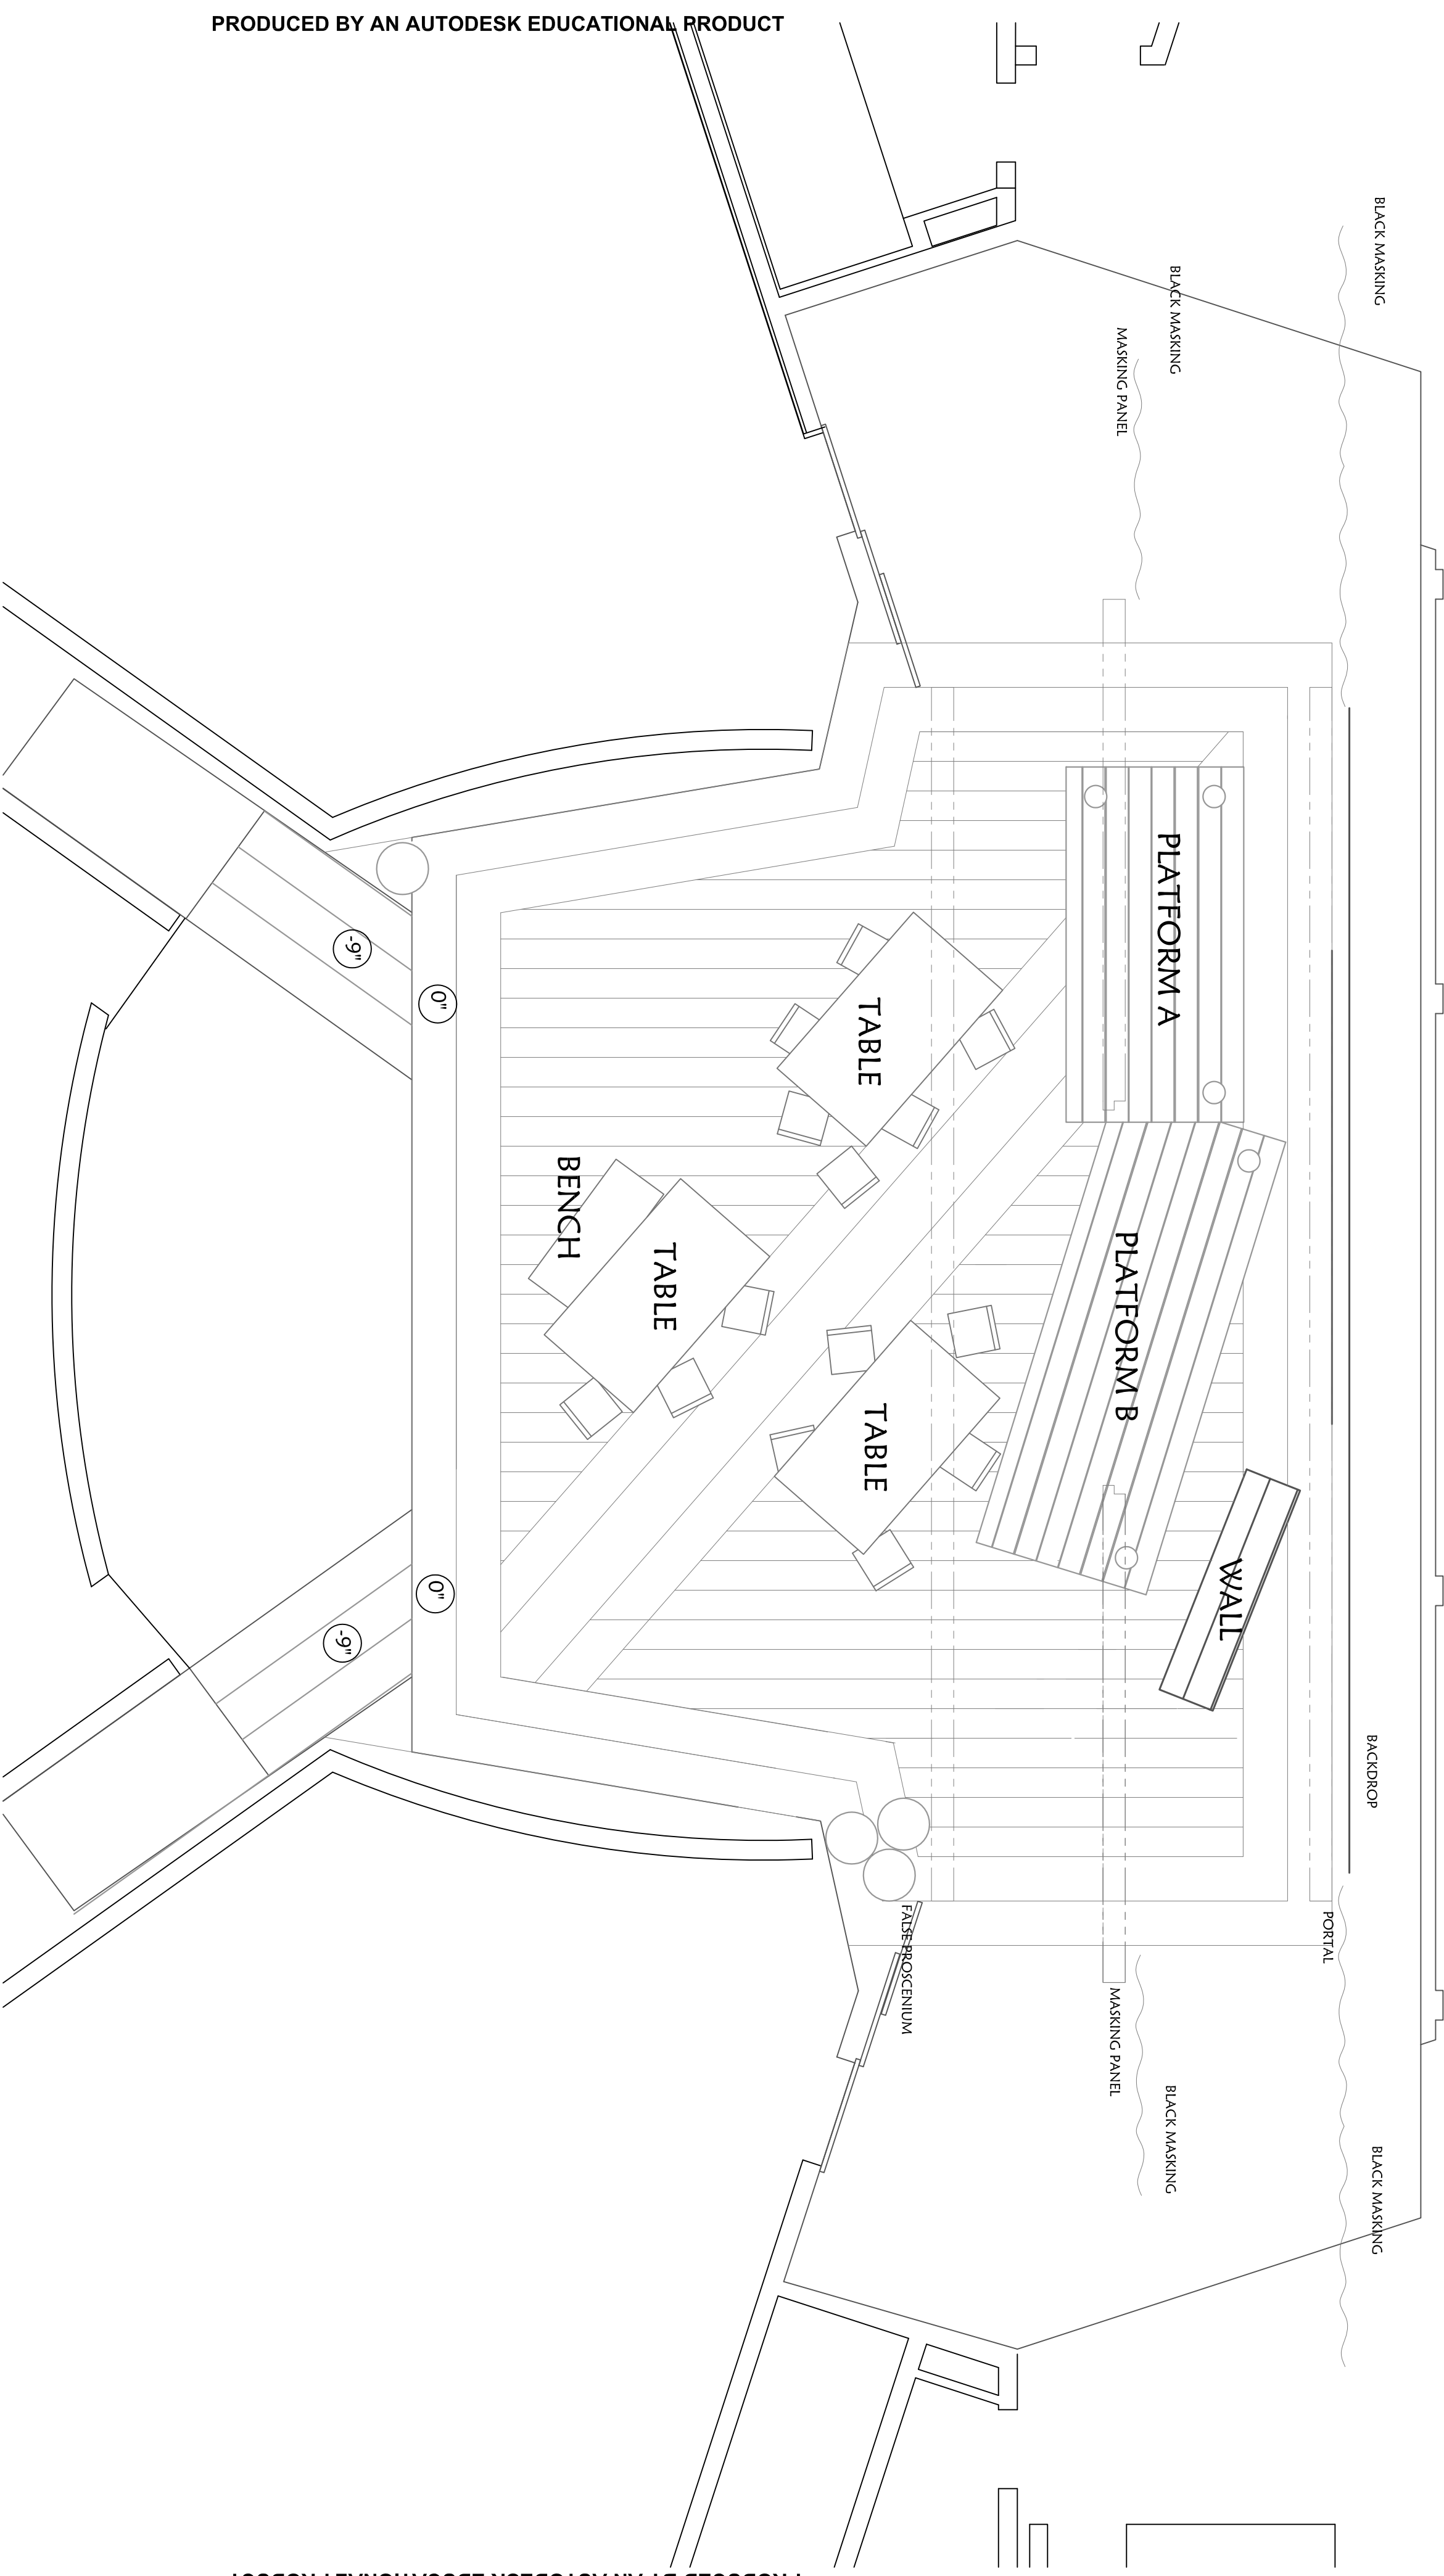 PRODUCED BY AN AUTODESK EDUCATIONAL PRODUCT
BLACK MASKING
BLACK MASKING
MASKING PANEL
PLATFORM A
-9"
0"
TABLE
BENCH
TABLE
PLATFORM B
TABLE
WALL
0"
-9"
BACKDROP
PORTAL
FALSE PROSCENIUM
MASKING PANEL
BLACK MASKING
BLACK MASKING